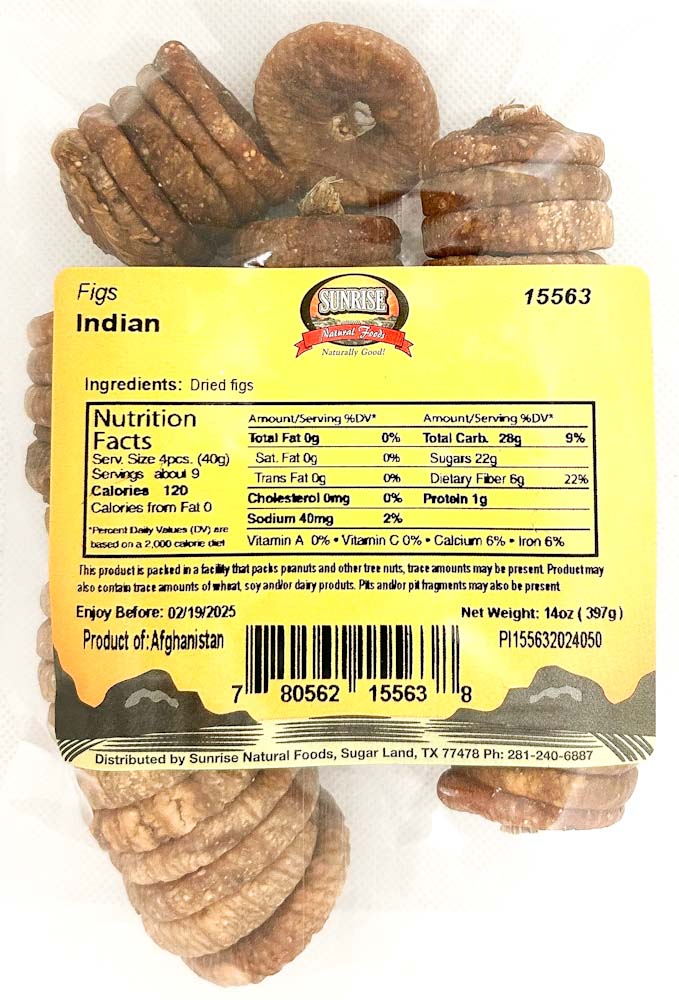 Figs
Indian
SUNRISE
Natural Foods
Naturally Good!
15563
Ingredients: Dried figs
Nutrition
Facts
Serv. Size 4pcs. (40g)
Servings about 9
Calories 120
Calories from Fat 0
*Percent Daily Values (DV) are
based on a 2,000 calorie diet
Amount/Serving %DV*
Total Fat 0g 0%
Sat. Fat 0g 0%
Trans Fat 0g 0%
Cholesterol 0mg 0%
Sodium 40mg 2%
Amount/Serving %DV*
Total Carb. 28g 9%
Sugars 22g
Dietary Fiber 6g 22%
Protein 1g
Vitamin A 0% • Vitamin C 0% • Calcium 6% • Iron 6%
This product is packed in a facility that packs peanuts and other tree nuts, trace amounts may be present. Product may
also contain trace amounts of wheat, soy and/or dairy produts. Pits and/or pit fragments may also be present
Enjoy Before: 02/19/2025
Net Weight: 14oz ( 397g )
Product of: Afghanistan
PI155632024050
7 80562 15563 8
Distributed by Sunrise Natural Foods, Sugar Land, TX 77478 Ph: 281-240-6887